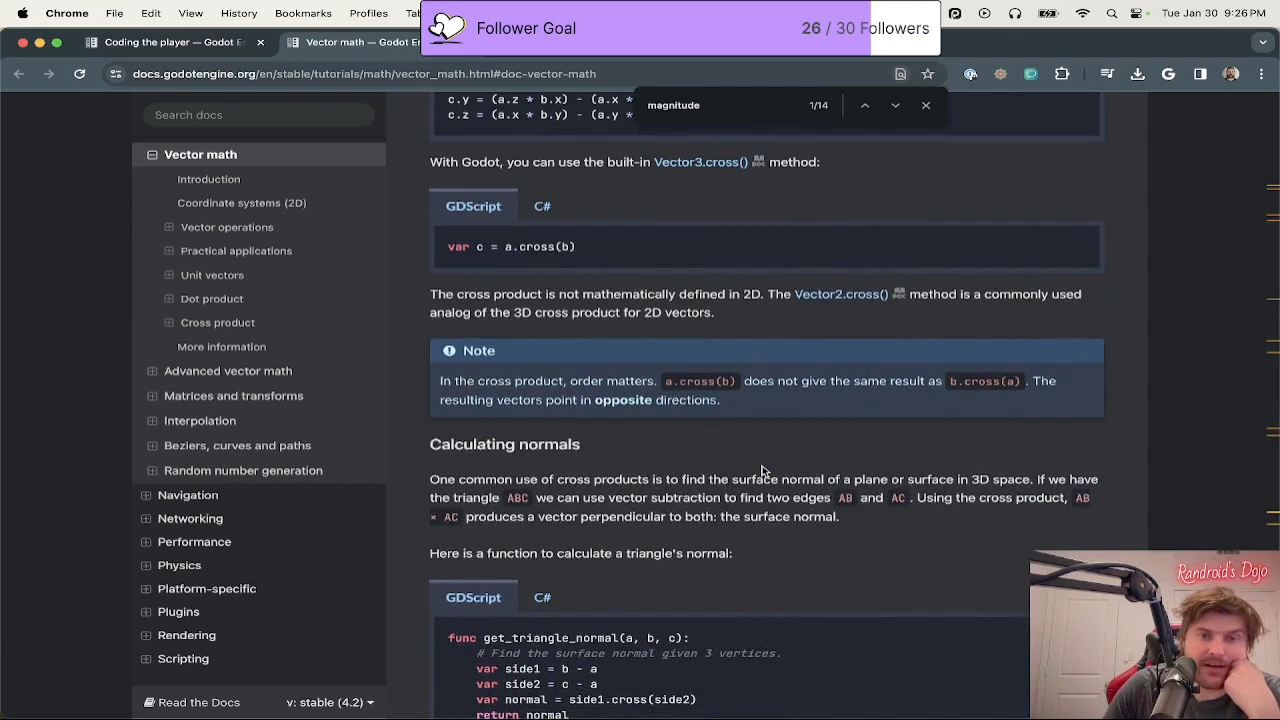 Chrome
File
Edit
View
Hist
Tue Jan 30 9:26 PM
Follower Goal
26 / 30 Followers
Coding the player — Godot E
Vector math — Godot En
docs.godotengine.org/en/stable/tutorials/math/vector_math.html#doc-vector-math
magnitude
1/14
Search docs
Vector math
Introduction
Coordinate systems (2D)
Vector operations
Practical applications
Unit vectors
Dot product
Cross product
More information
Advanced vector math
Matrices and transforms
Interpolation
Beziers, curves and paths
Random number generation
Navigation
Networking
Performance
Physics
Platform-specific
Plugins
Rendering
Scripting
Read the Docs
v: stable (4.2)
c.y = (a.z * b.x) - (a.x
c.z = (a.x * b.y) - (a.y
With Godot, you can use the built-in Vector3.cross() method:
GDScript
C#
var c = a.cross(b)
The cross product is not mathematically defined in 2D. The Vector2.cross() method is a commonly used
analog of the 3D cross product for 2D vectors.
Note
In the cross product, order matters. a.cross(b) does not give the same result as b.cross(a) . The
resulting vectors point in opposite directions.
Calculating normals
One common use of cross products is to find the surface normal of a plane or surface in 3D space. If we have
the triangle ABC we can use vector subtraction to find two edges AB and AC . Using the cross product, AB
× AC produces a vector perpendicular to both: the surface normal.
Here is a function to calculate a triangle's normal:
GDScript
C#
func get_triangle_normal(a, b, c):
# Find the surface normal given 3 vertices.
var side1 = b - a
var side2 = c - a
var normal = side1.cross(side2)
return normal
Randroid's Dojo